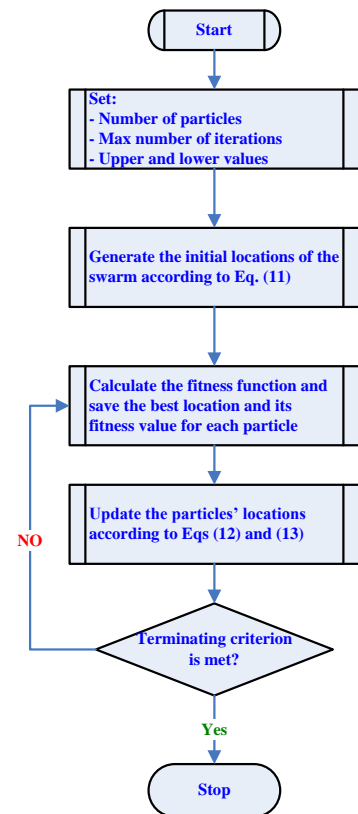 Start
Set:
- Number of particles
- Max number of iterations
- Upper and lower values
Generate the initial locations of the
swarm according to Eq. (11)
Calculate the fitness function and
save the best location and its
fitness value for each particle
Update the particles’ locations
according to Eqs (12) and (13)
NO
Terminating criterion
is met?
Yes
Stop